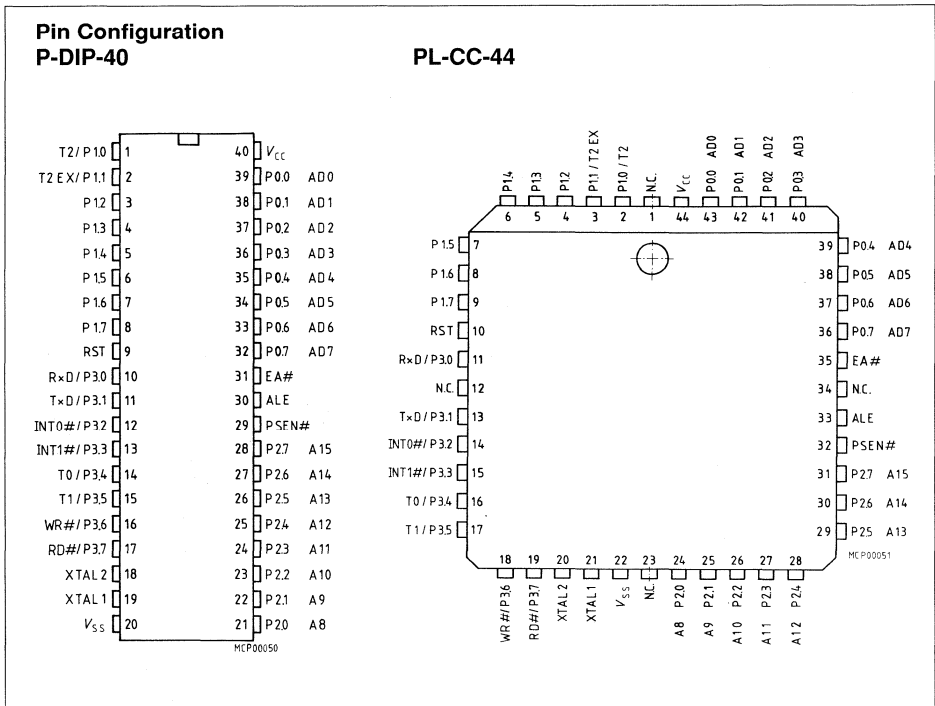 Pin Configuration
P-DIP-40
PL-CC-44
T2/P1.0 1
T2 EX/P1.1 2
P1.2 3
P1.3 4
P1.4 5
P1.5 6
P1.6 7
P1.7 8
RST 9
RxD/P3.0 10
TxD/P3.1 11
INT0#/P3.2 12
INT1#/P3.3 13
T0/P3.4 14
T1/P3.5 15
WR#/P3.6 16
RD#/P3.7 17
XTAL2 18
XTAL1 19
VSS 20
40 VCC
39 P0.0 AD0
38 P0.1 AD1
37 P0.2 AD2
36 P0.3 AD3
35 P0.4 AD4
34 P0.5 AD5
33 P0.6 AD6
32 P0.7 AD7
31 EA#
30 ALE
29 PSEN#
28 P2.7 A15
27 P2.6 A14
26 P2.5 A13
25 P2.4 A12
24 P2.3 A11
23 P2.2 A10
22 P2.1 A9
21 P2.0 A8
MCP00050
P1.4 6
P1.3 5
P1.2 4
P1.1/T2 EX 3
P1.0/T2 2
N.C. 1
VCC 44
P0.0 AD0 43
P0.1 AD1 42
P0.2 AD2 41
P0.3 AD3 40
P1.5 7
P1.6 8
P1.7 9
RST 10
RxD/P3.0 11
N.C. 12
TxD/P3.1 13
INT0#/P3.2 14
INT1#/P3.3 15
T0/P3.4 16
T1/P3.5 17
39 P0.4 AD4
38 P0.5 AD5
37 P0.6 AD6
36 P0.7 AD7
35 EA#
34 N.C.
33 ALE
32 PSEN#
31 P2.7 A15
30 P2.6 A14
29 P2.5 A13
MCP00051
18 WR#/P3.6
19 RD#/P3.7
20 XTAL2
21 XTAL1
22 VSS
23 N.C.
24 A8 P2.0
25 A9 P2.1
26 A10 P2.2
27 A11 P2.3
28 A12 P2.4